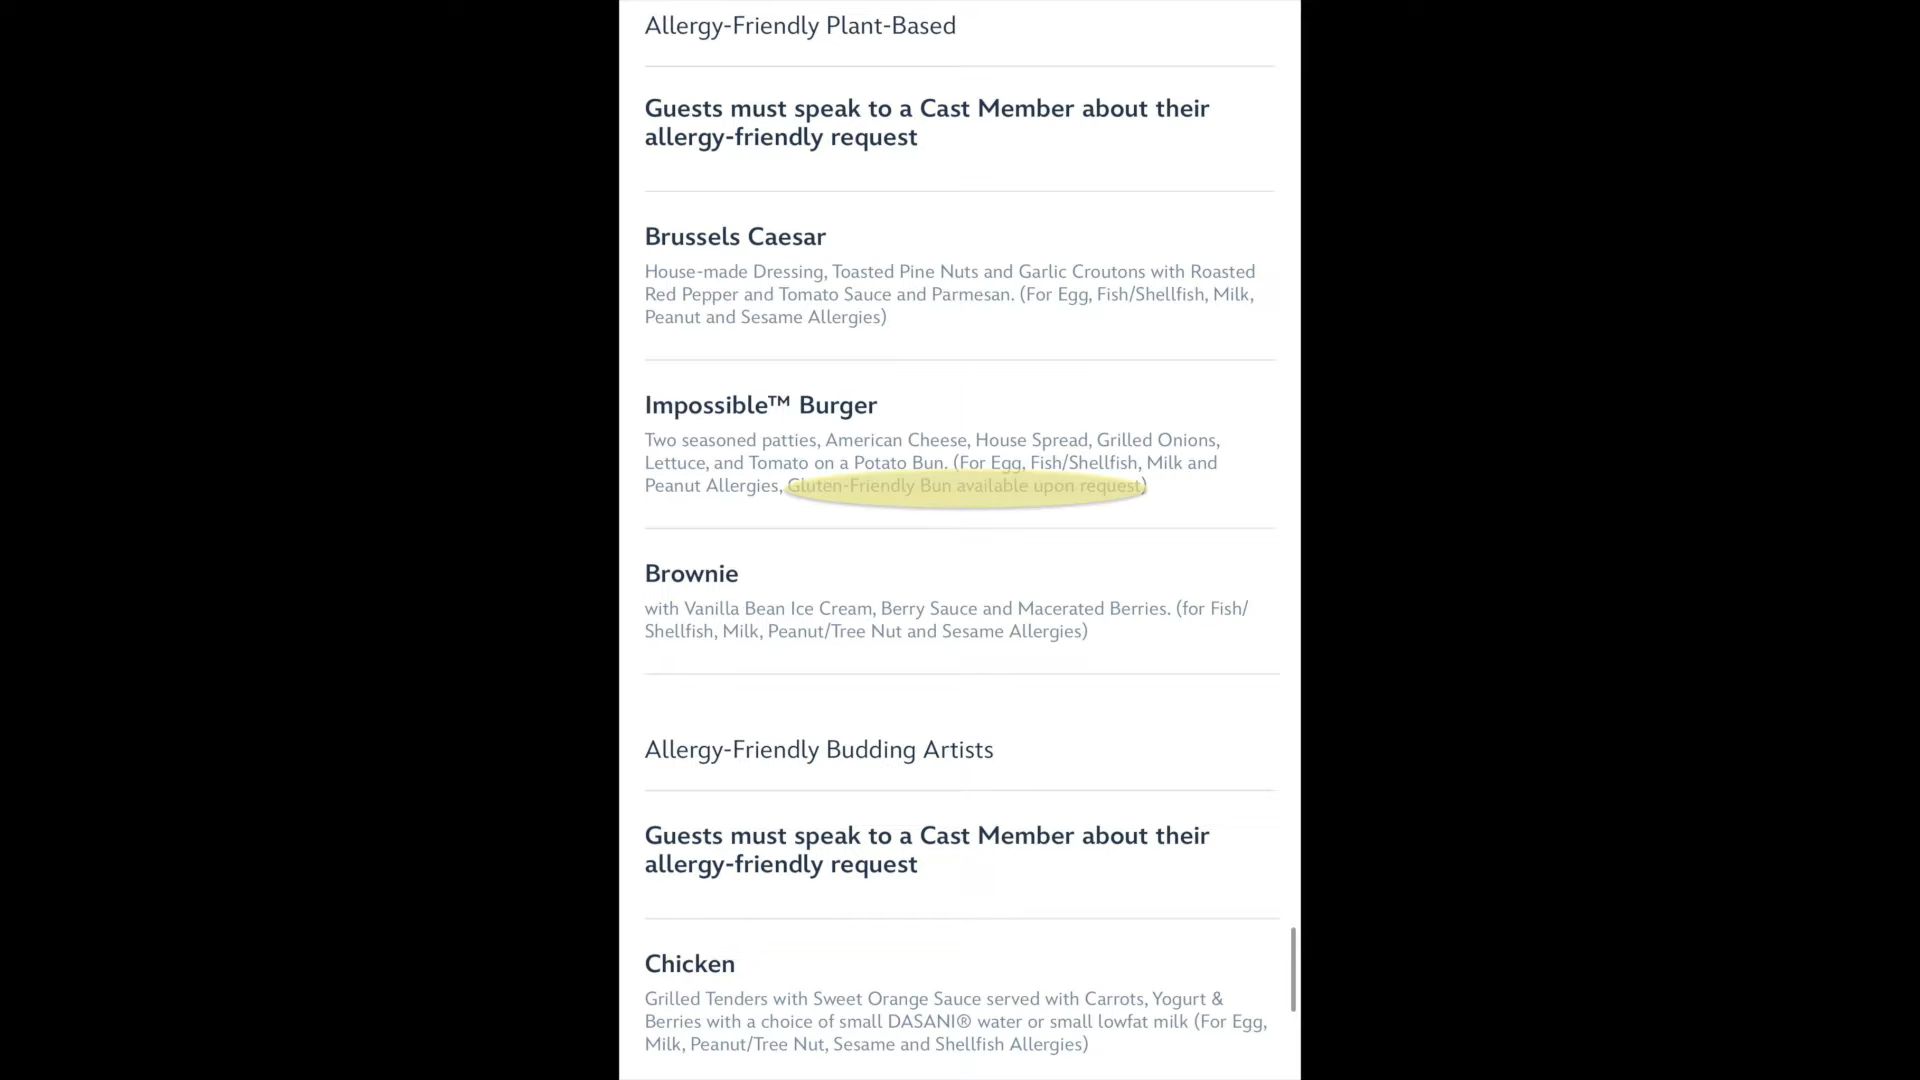 Allergy-Friendly Plant-Based
Guests must speak to a Cast Member about their
allergy-friendly request
Brussels Caesar
House-made Dressing, Toasted Pine Nuts and Garlic Croutons with Roasted
Red Pepper and Tomato Sauce and Parmesan. (For Egg, Fish/Shellfish, Milk,
Peanut and Sesame Allergies)
Impossible™ Burger
Two seasoned patties, American Cheese, House Spread, Grilled Onions,
Lettuce, and Tomato on a Potato Bun. (For Egg, Fish/Shellfish, Milk and
Peanut Allergies, Gluten-Friendly Bun available upon request)
Brownie
with Vanilla Bean Ice Cream, Berry Sauce and Macerated Berries. (for Fish/
Shellfish, Milk, Peanut/Tree Nut and Sesame Allergies)
Allergy-Friendly Budding Artists
Guests must speak to a Cast Member about their
allergy-friendly request
Chicken
Grilled Tenders with Sweet Orange Sauce served with Carrots, Yogurt &
Berries with a choice of small DASANI® water or small lowfat milk (For Egg,
Milk, Peanut/Tree Nut, Sesame and Shellfish Allergies)